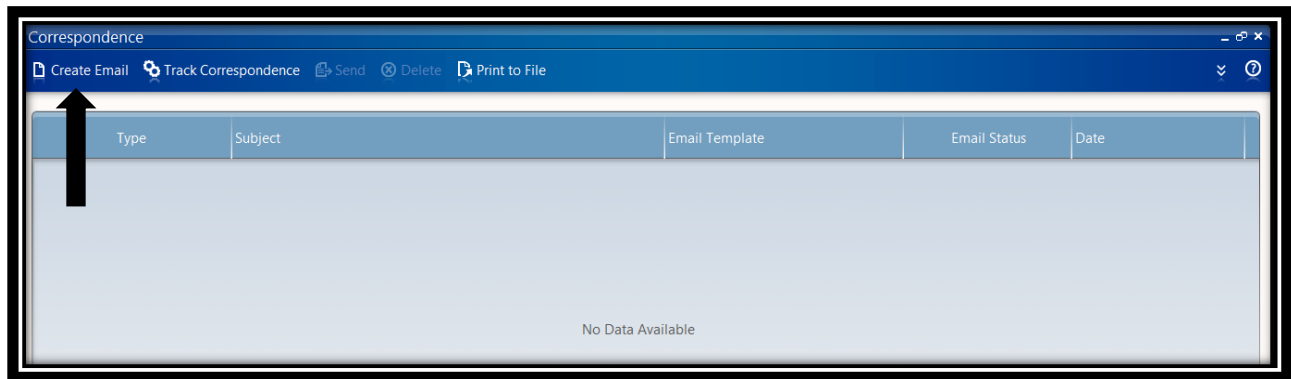 Correspondence
Create Email Track Correspondence Send Delete Print to File
Type Subject Email Template Email Status Date
No Data Available